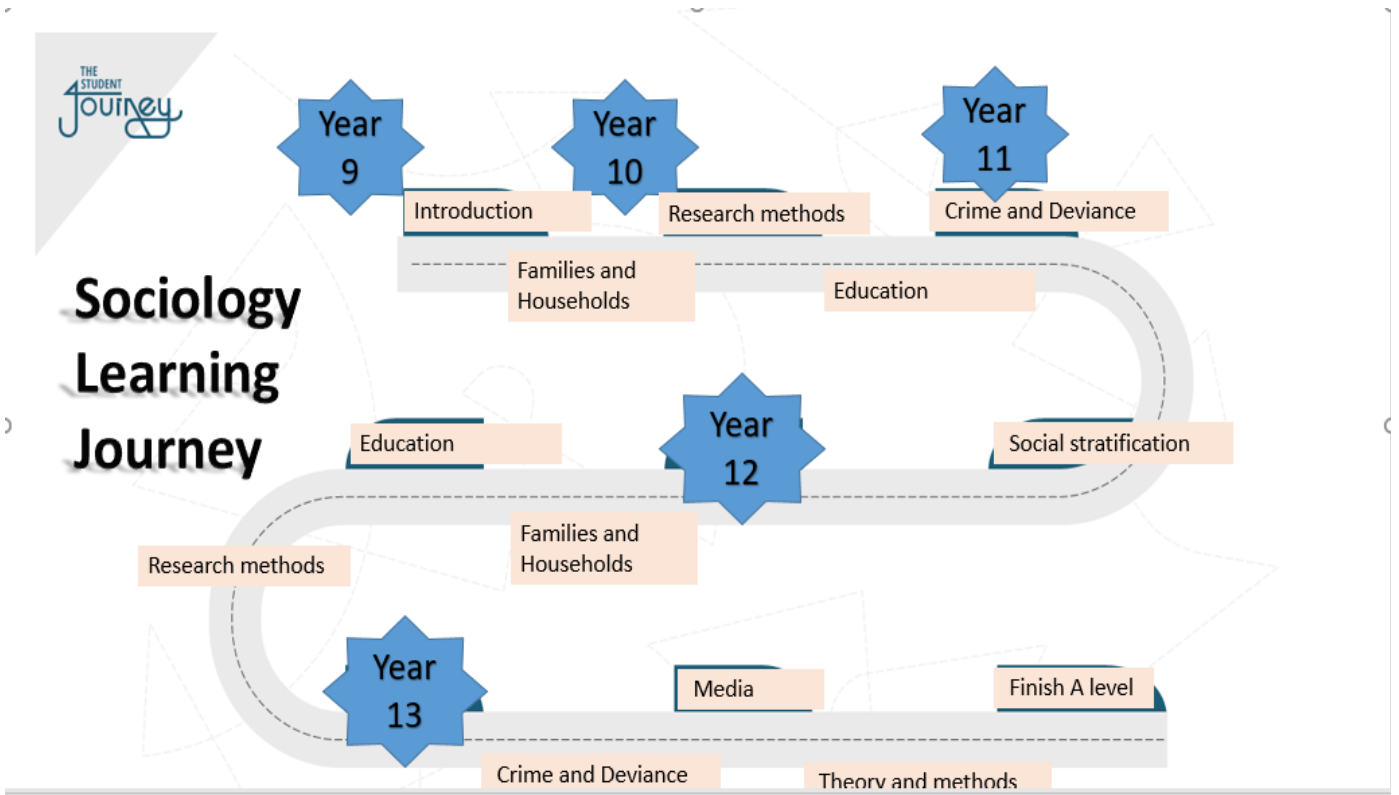 THE
STUDENT
Journey
Sociology
Learning
Journey
Year
9
Introduction
Families and
Households
Year
10
Research methods
Education
Year
11
Crime and Deviance
Social stratification
Year
12
Families and
Households
Education
Research methods
Year
13
Crime and Deviance
Media
Theory and methods
Finish A level